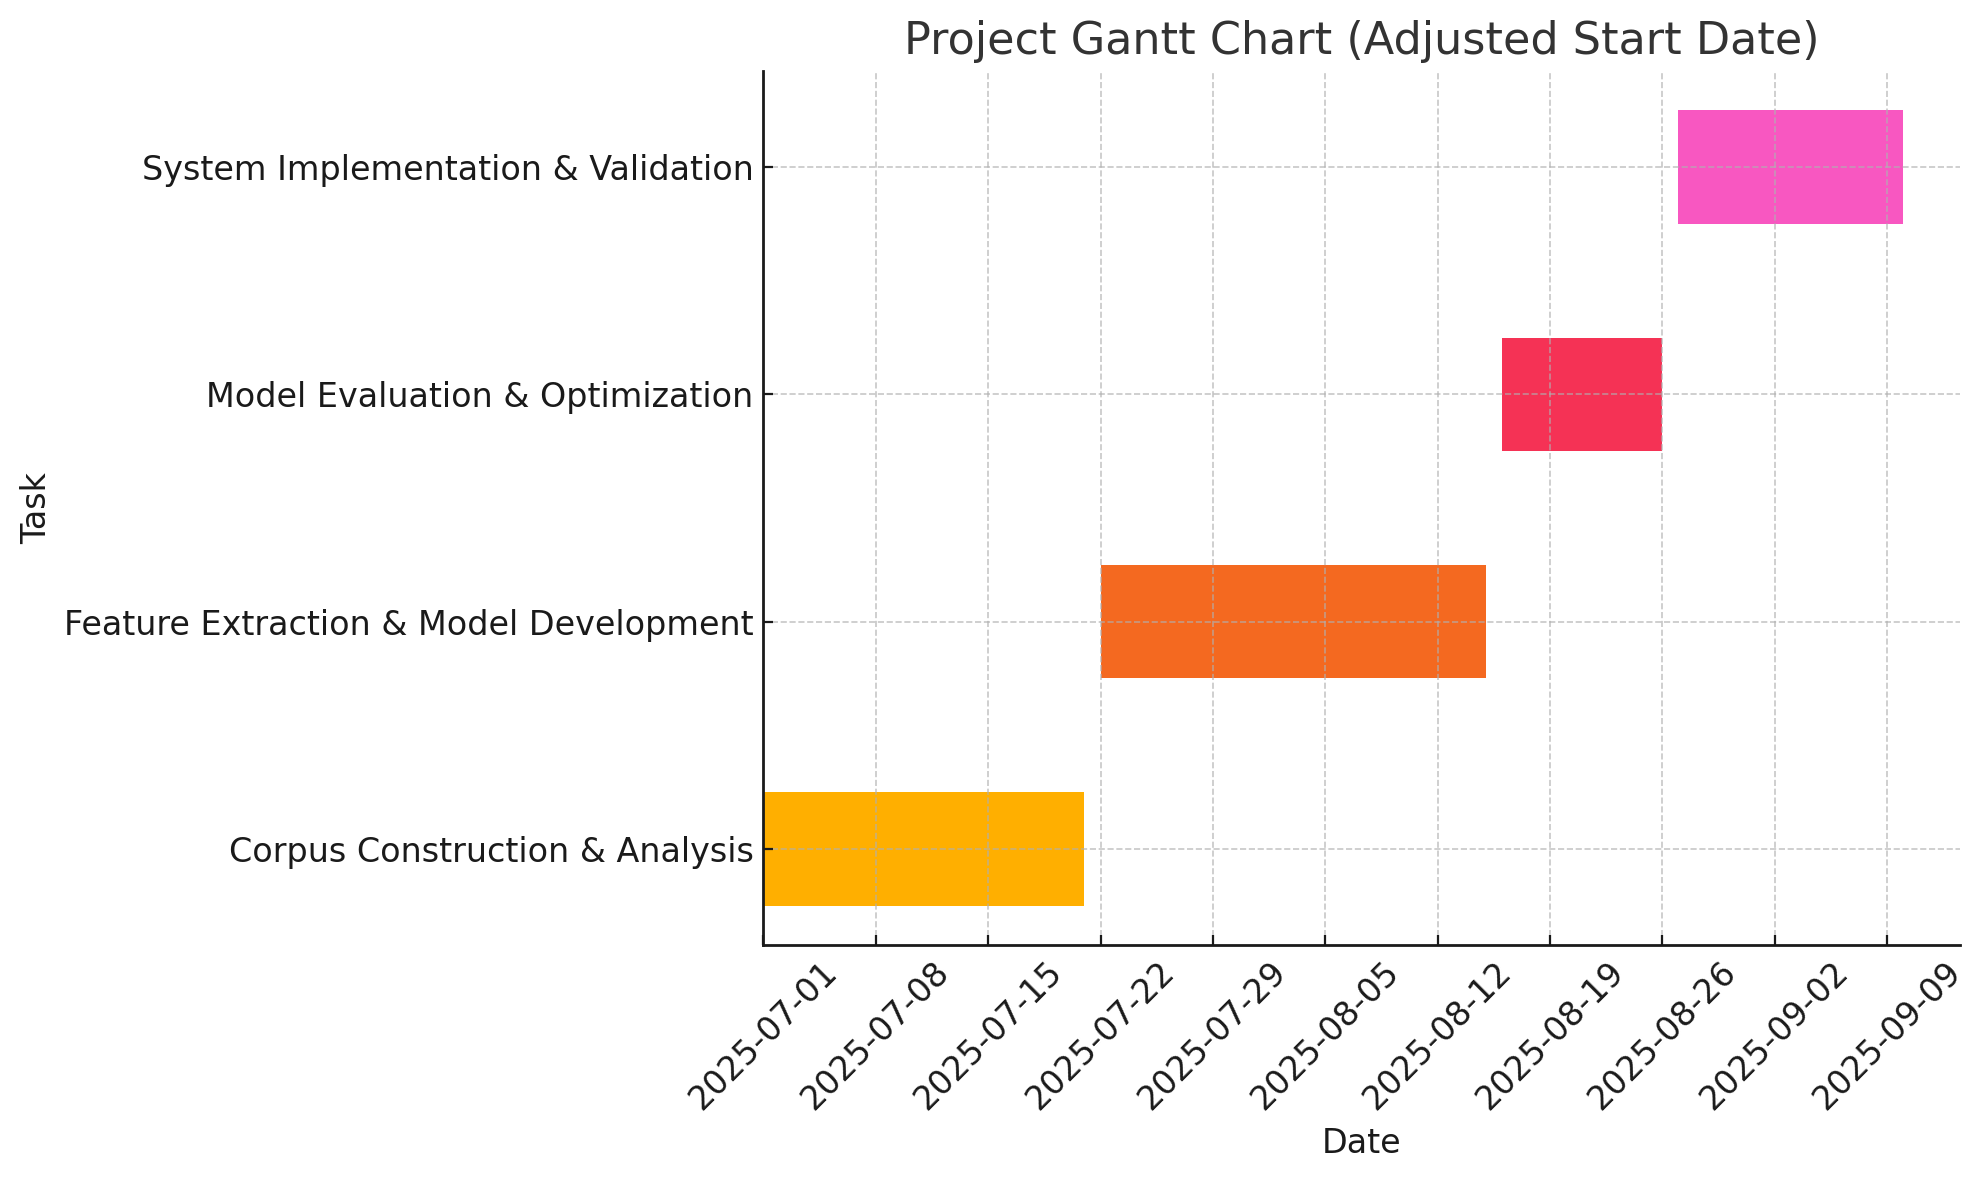 Project Gantt Chart (Adjusted Start Date)
System Implementation & Validation
Model Evaluation & Optimization
Feature Extraction & Model Development
Corpus Construction & Analysis
Task
2025-07-01
2025-07-08
2025-07-15
2025-07-22
2025-07-29
2025-08-05
2025-08-12
2025-08-19
2025-08-26
2025-09-02
2025-09-09
Date